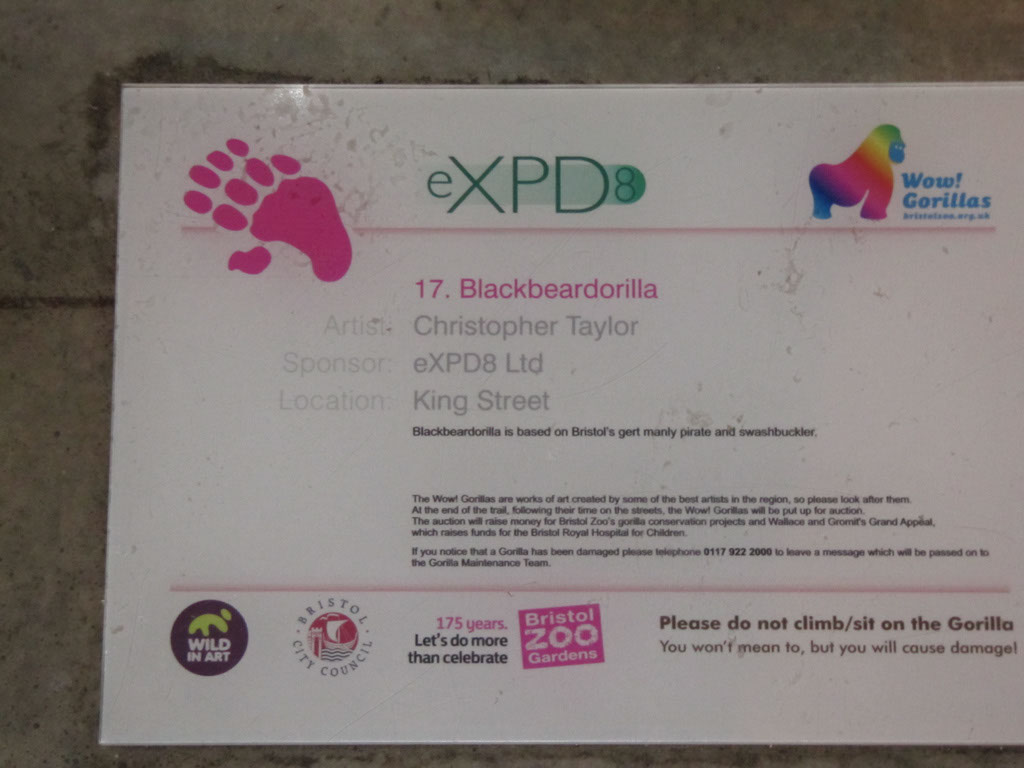 eXPD8
Wow!
Gorillas
bristolzoo.org.uk
17. Blackbeardorilla
Artist: Christopher Taylor
Sponsor: eXPD8 Ltd
Location: King Street
Blackbeardorilla is based on Bristol's gert manly pirate and swashbuckler.
The Wow! Gorillas are works of art created by some of the best artists in the region, so please look after them.
At the end of the trail, following their time on the streets, the Wow! Gorillas will be put up for auction.
The auction will raise money for Bristol Zoo's gorilla conservation projects and Wallace and Gromit's Grand Appeal,
which raises funds for the Bristol Royal Hospital for Children.
If you notice that a Gorilla has been damaged please telephone 0117 922 2000 to leave a message which will be passed on to
the Gorilla Maintenance Team.
WILD
IN ART
BRISTOL
CITY COUNCIL
175 years.
Let's do more
than celebrate
Bristol
ZOO
Gardens
Please do not climb/sit on the Gorilla
You won't mean to, but you will cause damage!